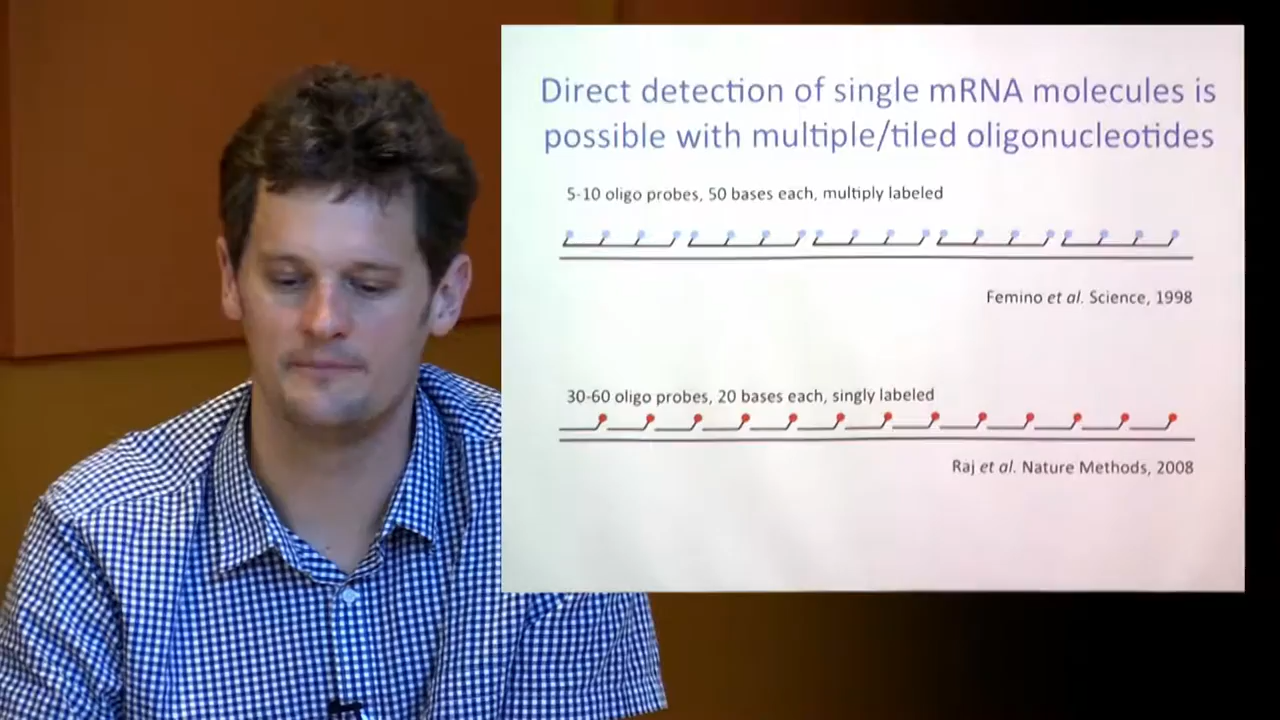 Direct detection of single mRNA molecules is
possible with multiple/tiled oligonucleotides
5-10 oligo probes, 50 bases each, multiply labeled
Femino et al. Science, 1998
30-60 oligo probes, 20 bases each, singly labeled
Raj et al. Nature Methods, 2008